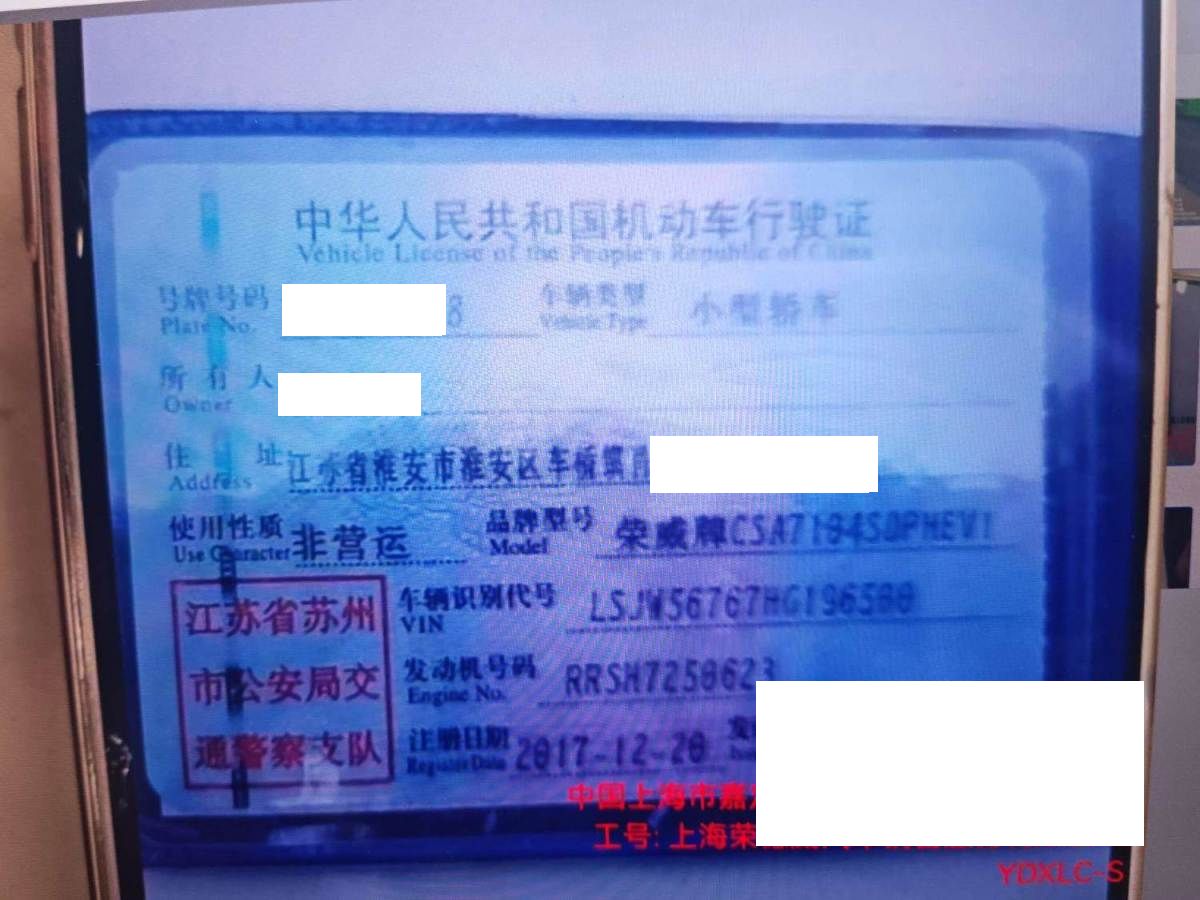 中华人民共和国机动车行驶证
Vehicle License of the People's Republic of China
号牌号码 8 车辆类型 小型轿车
Plate No. Vehicle Type
所有人
Owner
住址 江苏省淮安市淮安区车桥镇
Address
使用性质 非营运 品牌型号 荣威牌CSA7104SDPHEV1
Use Character Model
江苏省苏州 车辆识别代号 LSJW56767HG196580
VIN
市公安局交 发动机号码 RRSH7250623
Engine No.
通警察支队 注册日期 2017-12-20 发
Register Date
中国上海市嘉定
工号: 上海荣
YDXLC-S